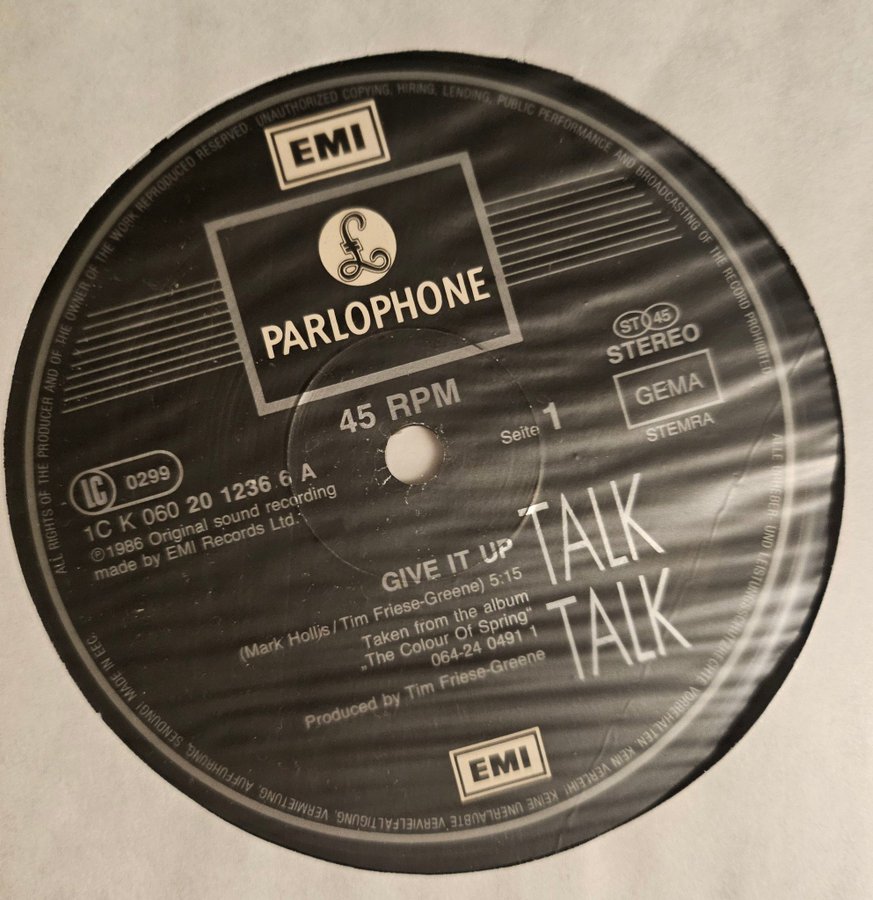 ALL RIGHTS OF THE PRODUCER AND OF THE OWNER OF THE WORK REPRODUCED RESERVED. UNAUTHORIZED COPYING, HIRING, LENDING, PUBLIC PERFORMANCE AND BROADCASTING OF THE RECORD PROHIBITED
EMI
£
PARLOPHONE
45 RPM
ST 45
STEREO
GEMA
STEMRA
Seite 1
LC 0299
1C K 060 20 1236 6 A
℗1986 Original sound recording
made by EMI Records Ltd.
GIVE IT UP
(Mark Hollis/Tim Friese-Greene) 5:15
Taken from the album
„The Colour Of Spring“
064-24 0491 1
Produced by Tim Friese-Greene
TALK
TALK
EMI
VORBEHALTEN KEIN VERLEIH! KEINE UNERLAUBTE VERVIELFÄLTIGUNG, VERMIETUNG, AUFFÜHRUNG, SENDUNG! MADE IN EEC.